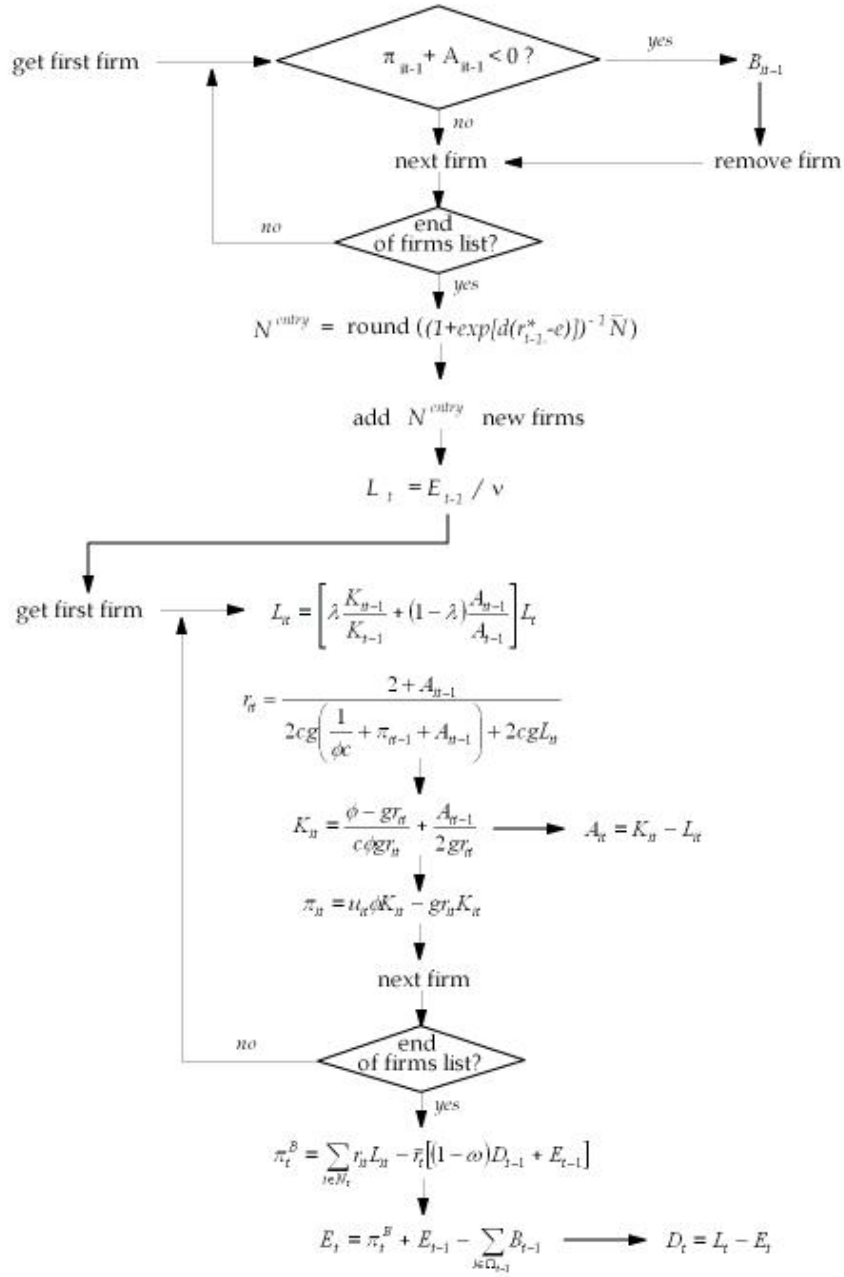 get first firm
π_{it-1} + A_{it-1} < 0 ?
yes
B_{it-1}
no
next firm
remove firm
no
end
of firms list?
yes
N^{entry} = round ((1+exp[d(r*_{t-1}-e)])^{-1} N̄)
add N^{entry} new firms
L_t = E_{t-1} / ν
get first firm
L_{it} = [λ K_{it-1}/K_{t-1} + (1 − λ) A_{it-1}/A_{t-1}] L_t
r_{it} = (2 + A_{it-1}) / (2cg(1/(ϕc) + π_{it-1} + A_{it-1}) + 2cgL_{it})
K_{it} = (ϕ − gr_{it})/(cϕgr_{it}) + A_{it-1}/(2gr_{it})
A_{it} = K_{it} − L_{it}
π_{it} = u_{it}ϕK_{it} − gr_{it}K_{it}
next firm
no
end
of firms list?
yes
π_t^B = ∑_{i∈N_t} r_{it}L_{it} − r̄_t[(1 − ω)D_{t-1} + E_{t-1}]
E_t = π_t^B + E_{t-1} − ∑_{i∈Ω_{t-1}} B_{it-1}
D_t = L_t − E_t